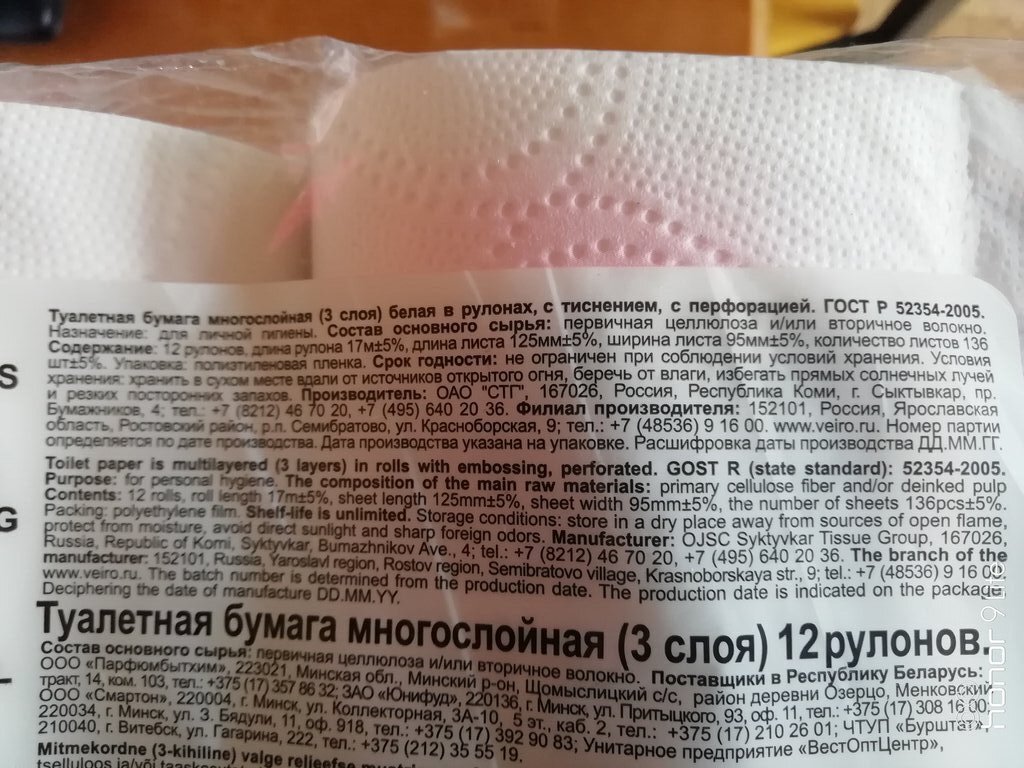 Туалетная бумага многослойная (3 слоя) белая в рулонах, с тиснением, с перфорацией. ГОСТ Р 52354-2005.
Назначение: для личной гигиены. Состав основного сырья: первичная целлюлоза и/или вторичное волокно.
Содержание: 12 рулонов, длина рулона 17м±5%, длина листа 125мм±5%, ширина листа 95мм±5%, количество листов 136
шт±5%. Упаковка: полиэтиленовая пленка. Срок годности: не ограничен при соблюдении условий хранения. Условия
хранения: хранить в сухом месте вдали от источников открытого огня, беречь от влаги, избегать прямых солнечных лучей
и резких посторонних запахов. Производитель: ОАО "СТГ", 167026, Россия, Республика Коми, г. Сыктывкар, пр.
Бумажников, 4; тел.: +7 (8212) 46 70 20, +7 (495) 640 20 36. Филиал производителя: 152101, Россия, Ярославская
область, Ростовский район, р.п. Семибратово, ул. Красноборская, 9; тел.: +7 (48536) 9 16 00. www.veiro.ru. Номер партии
определяется по дате производства. Дата производства указана на упаковке. Расшифровка даты производства ДД.ММ.ГГ.
Toilet paper is multilayered (3 layers) in rolls with embossing, perforated. GOST R (state standard): 52354-2005.
Purpose: for personal hygiene. The composition of the main raw materials: primary cellulose fiber and/or deinked pulp
Contents: 12 rolls, roll length 17m±5%, sheet length 125mm±5%, sheet width 95mm±5%, the number of sheets 136pcs±5%.
Packing: polyethylene film. Shelf-life is unlimited. Storage conditions: store in a dry place away from sources of open flame,
protect from moisture, avoid direct sunlight and sharp foreign odors. Manufacturer: OJSC Syktyvkar Tissue Group, 167026,
Russia, Republic of Komi, Syktyvkar, Bumazhnikov Ave., 4; tel.: +7 (8212) 46 70 20, +7 (495) 640 20 36. The branch of the
manufacturer: 152101, Russia, Yaroslavl region, Rostov region, Semibratovo village, Krasnoborskaya str., 9; tel.: +7 (48536) 9 16 00
www.veiro.ru. The batch number is determined from the production date. The production date is indicated on the package
Deciphering the date of manufacture DD.MM.YY.
Туалетная бумага многослойная (3 слоя) 12 рулонов.
Состав основного сырья: первичная целлюлоза и/или вторичное волокно. Поставщики в Республику Беларусь:
ООО «Парфюмбытхим», 223021, Минская обл., Минский р-он, Щомыслицкий с/с, район деревни Озерцо, Менковский
тракт, 14, ком. 103, тел.: +375 (17) 357 86 32; ЗАО «Юнифуд», 220136, г. Минск, ул. Притыцкого, 93, оф. 11, тел.: +375 (17) 308 16 00;
ООО «Смартон», 220004, г. Минск, ул. Коллекторная, 3А-10, 5 эт., каб. 2, тел.: +375 (17) 210 26 01; ЧТУП «Бурштат»,
220034, г. Минск, ул. З. Бядули, 11, оф. 918, тел.: +375 (17) 392 90 83; Унитарное предприятие «ВестОптЦентр»,
210040, г. Витебск, ул. Гагарина, 222, тел.: +375 (212) 35 55 19.
Mitmekordne (3-kihiline) valge reljeefse
tselluloos ja/või
S
G
HONOR 9 Lite